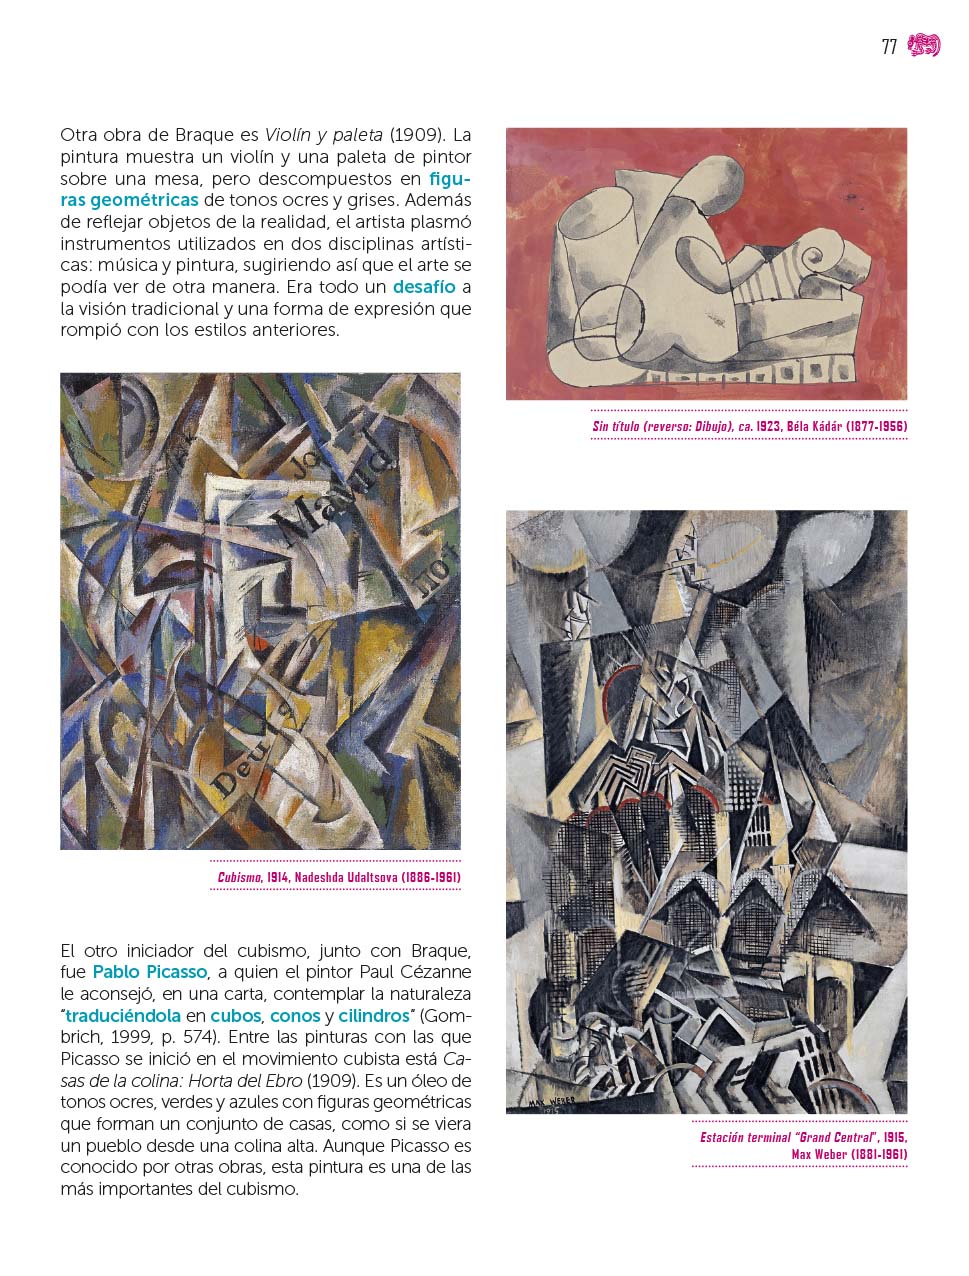 77
Otra obra de Braque es Violín y paleta (1909). La
pintura muestra un violín y una paleta de pintor
sobre una mesa, pero descompuestos en figu-
ras geométricas de tonos ocres y grises. Además
de reflejar objetos de la realidad, el artista plasmó
instrumentos utilizados en dos disciplinas artísti-
cas: música y pintura, sugiriendo así que el arte se
podía ver de otra manera. Era todo un desafío a
la visión tradicional y una forma de expresión que
rompió con los estilos anteriores.
Sin título (reverso: Dibujo), ca. 1923, Béla Kádár (1877-1956)
Jo
Cubismo, 1914, Nadeshda Udaltsova (1886-1961)
El otro iniciador del cubismo, junto con Braque,
fue Pablo Picasso, a quien el pintor Paul Cézanne
le aconsejó, en una carta, contemplar la naturaleza
“traduciéndola en cubos, conos y cilindros” (Gom-
brich, 1999, p. 574). Entre las pinturas con las que
Picasso se inició en el movimiento cubista está Ca-
sas de la colina: Horta del Ebro (1909). Es un óleo de
tonos ocres, verdes y azules con figuras geométricas
que forman un conjunto de casas, como si se viera
un pueblo desde una colina alta. Aunque Picasso es
conocido por otras obras, esta pintura es una de las
más importantes del cubismo.
MAX WEBER
1915
Estación terminal “Grand Central”, 1915,
Max Weber (1881-1961)